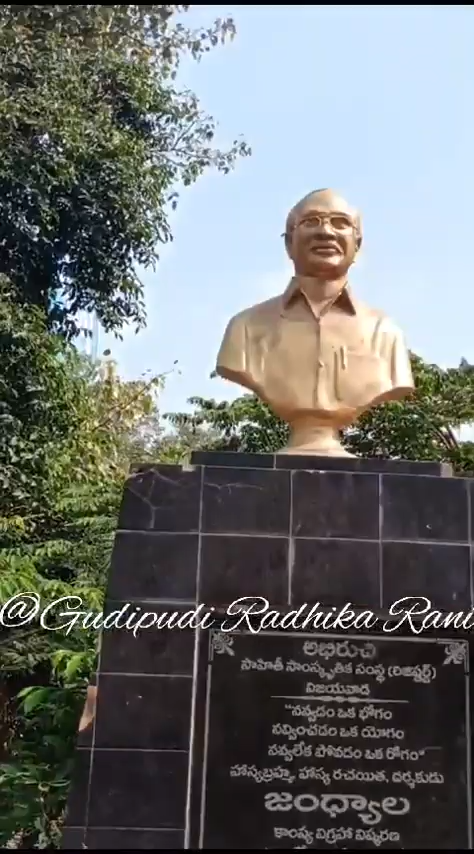 @Gudipudi Radhika Rani
అభిరుచి
సాహితీ సాంస్కృతిక సంస్థ (రిజిష్టర్డ్)
విజయవాడ
"నవ్వడం ఒక భోగం
నవ్వించడం ఒక యోగం
నవ్వలేక పోవడం ఒక రోగం"
హాస్యబ్రహ్మ, హాస్య రచయిత, దర్శకుడు
జంధ్యాల
కాంస్య విగ్రహా విష్కరణ